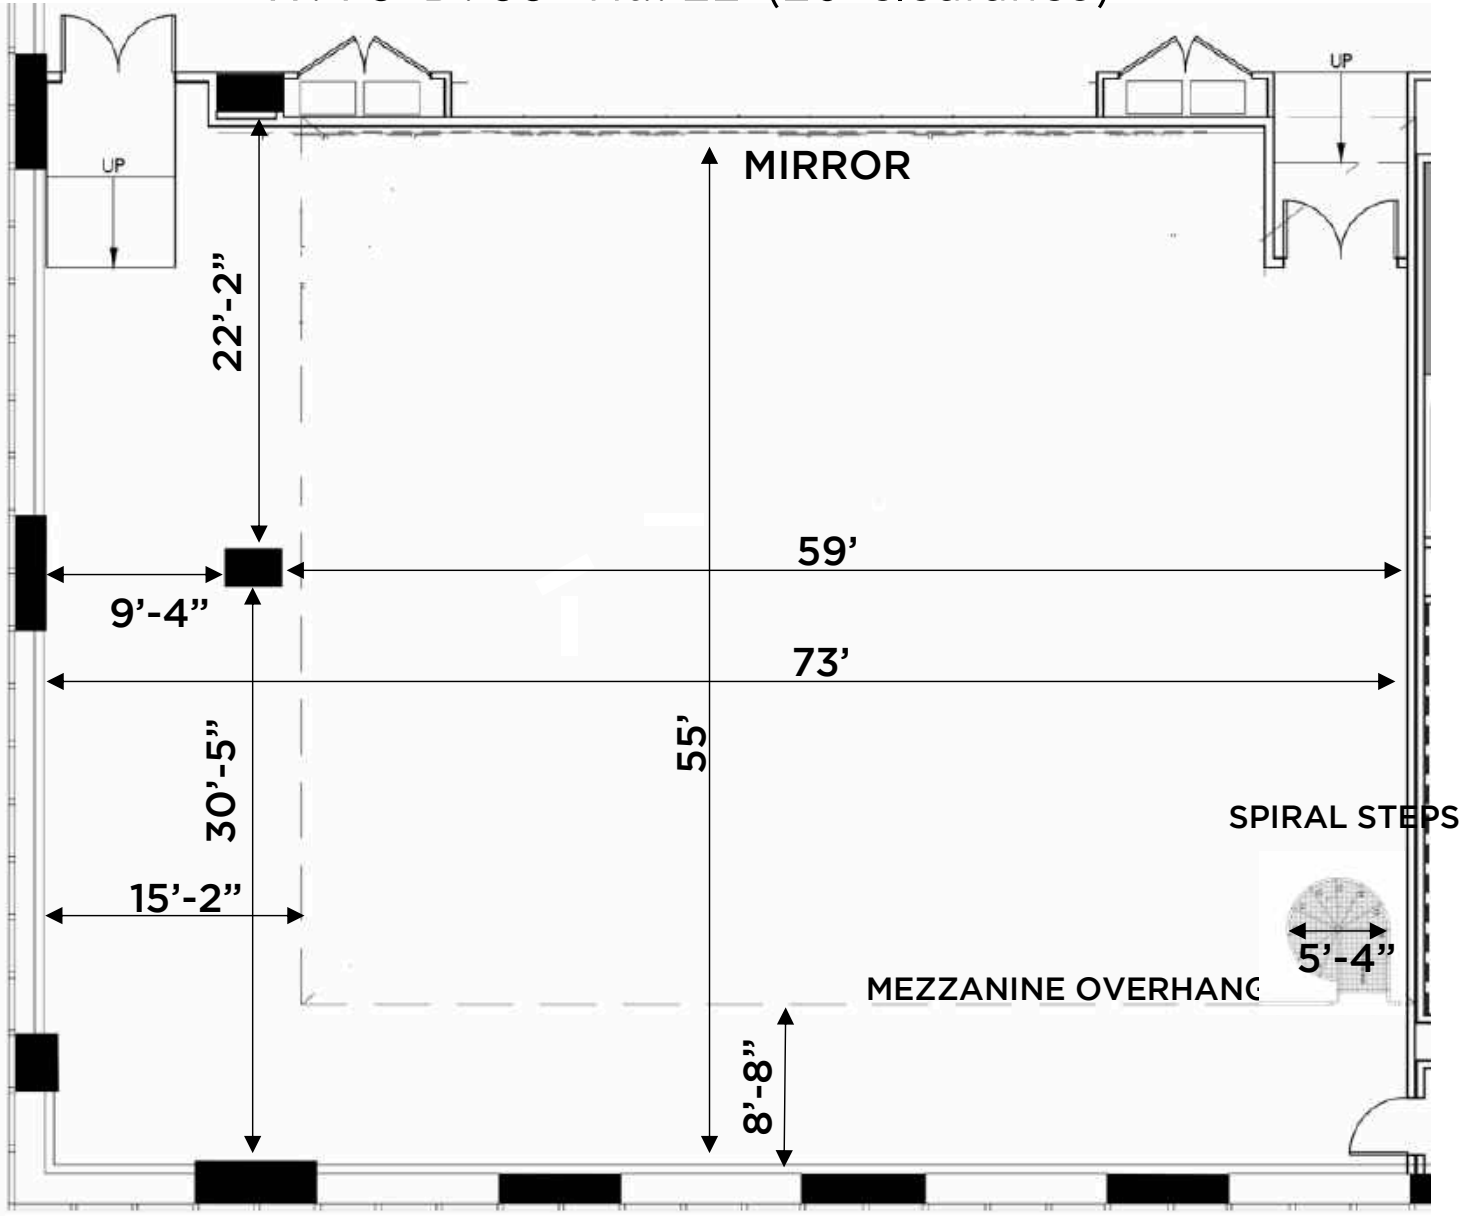 UP
UP
MIRROR
22’-2”
59’
9’-4”
73’
55’
30’-5”
SPIRAL STEPS
15’-2”
5’-4”
MEZZANINE OVERHANG
8’-8”